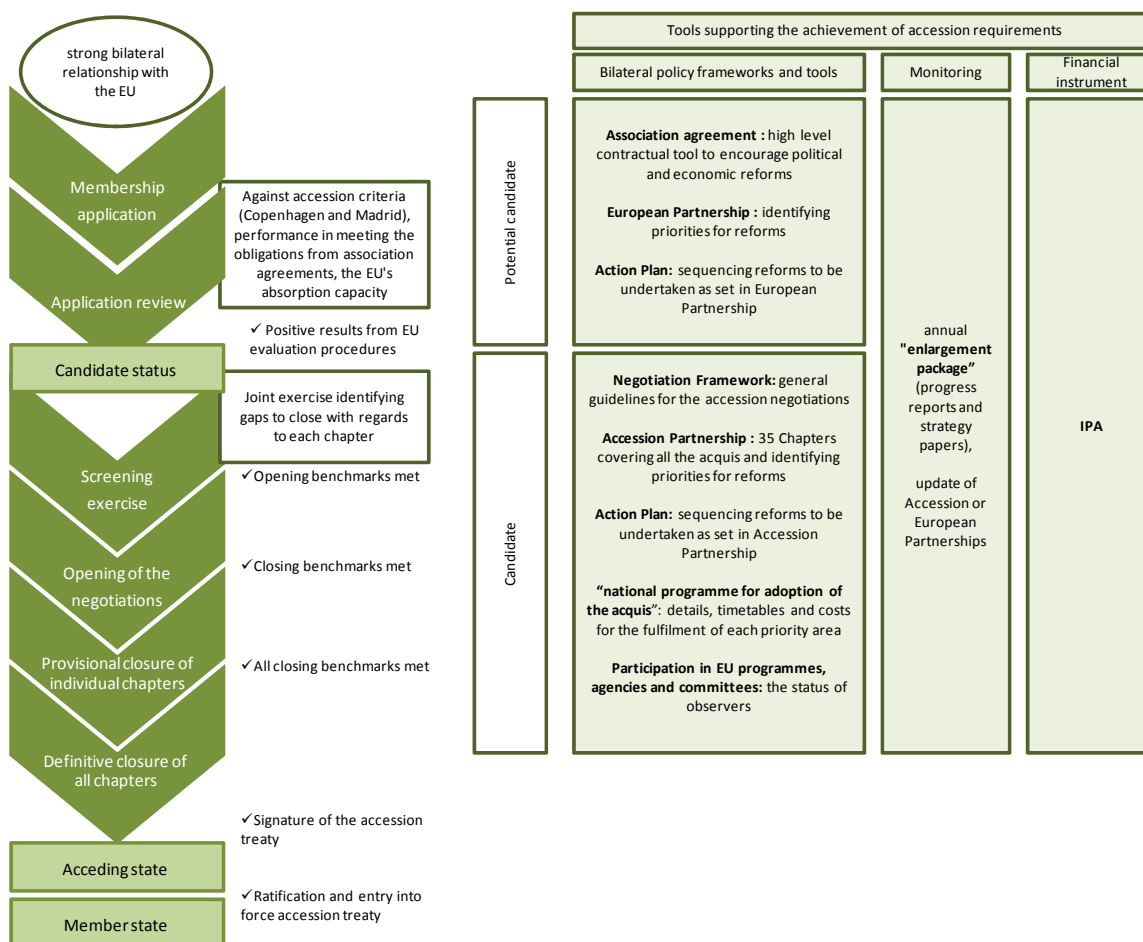 strong bilateral
relationship with
the EU
Membership
application
Against accession criteria
(Copenhagen and Madrid),
performance in meeting the
obligations from association
agreements, the EU's
absorption capacity
Application review
✓ Positive results from EU
evaluation procedures
Candidate status
Joint exercise identifying
gaps to close with regards
to each chapter
Screening
exercise
✓Opening benchmarks met
Opening of the
negotiations
✓Closing benchmarks met
Provisional closure of
individual chapters
✓All closing benchmarks met
Definitive closure of
all chapters
✓Signature of the accession
treaty
Acceding state
✓Ratification and entry into
force accession treaty
Member state
Tools supporting the achievement of accession requirements
Bilateral policy frameworks and tools
Monitoring
Financial
instrument
Potential candidate
Association agreement : high level
contractual tool to encourage political
and economic reforms
European Partnership : identifying
priorities for reforms
Action Plan: sequencing reforms to be
undertaken as set in European
Partnership
Candidate
Negotiation Framework: general
guidelines for the accession negotiations
Accession Partnership : 35 Chapters
covering all the acquis and identifying
priorities for reforms
Action Plan: sequencing reforms to be
undertaken as set in Accession
Partnership
“national programme for adoption of
the acquis”: details, timetables and costs
for the fulfilment of each priority area
Participation in EU programmes,
agencies and committees: the status of
observers
annual
"enlargement
package”
(progress
reports and
strategy
papers),
update of
Accession or
European
Partnerships
IPA